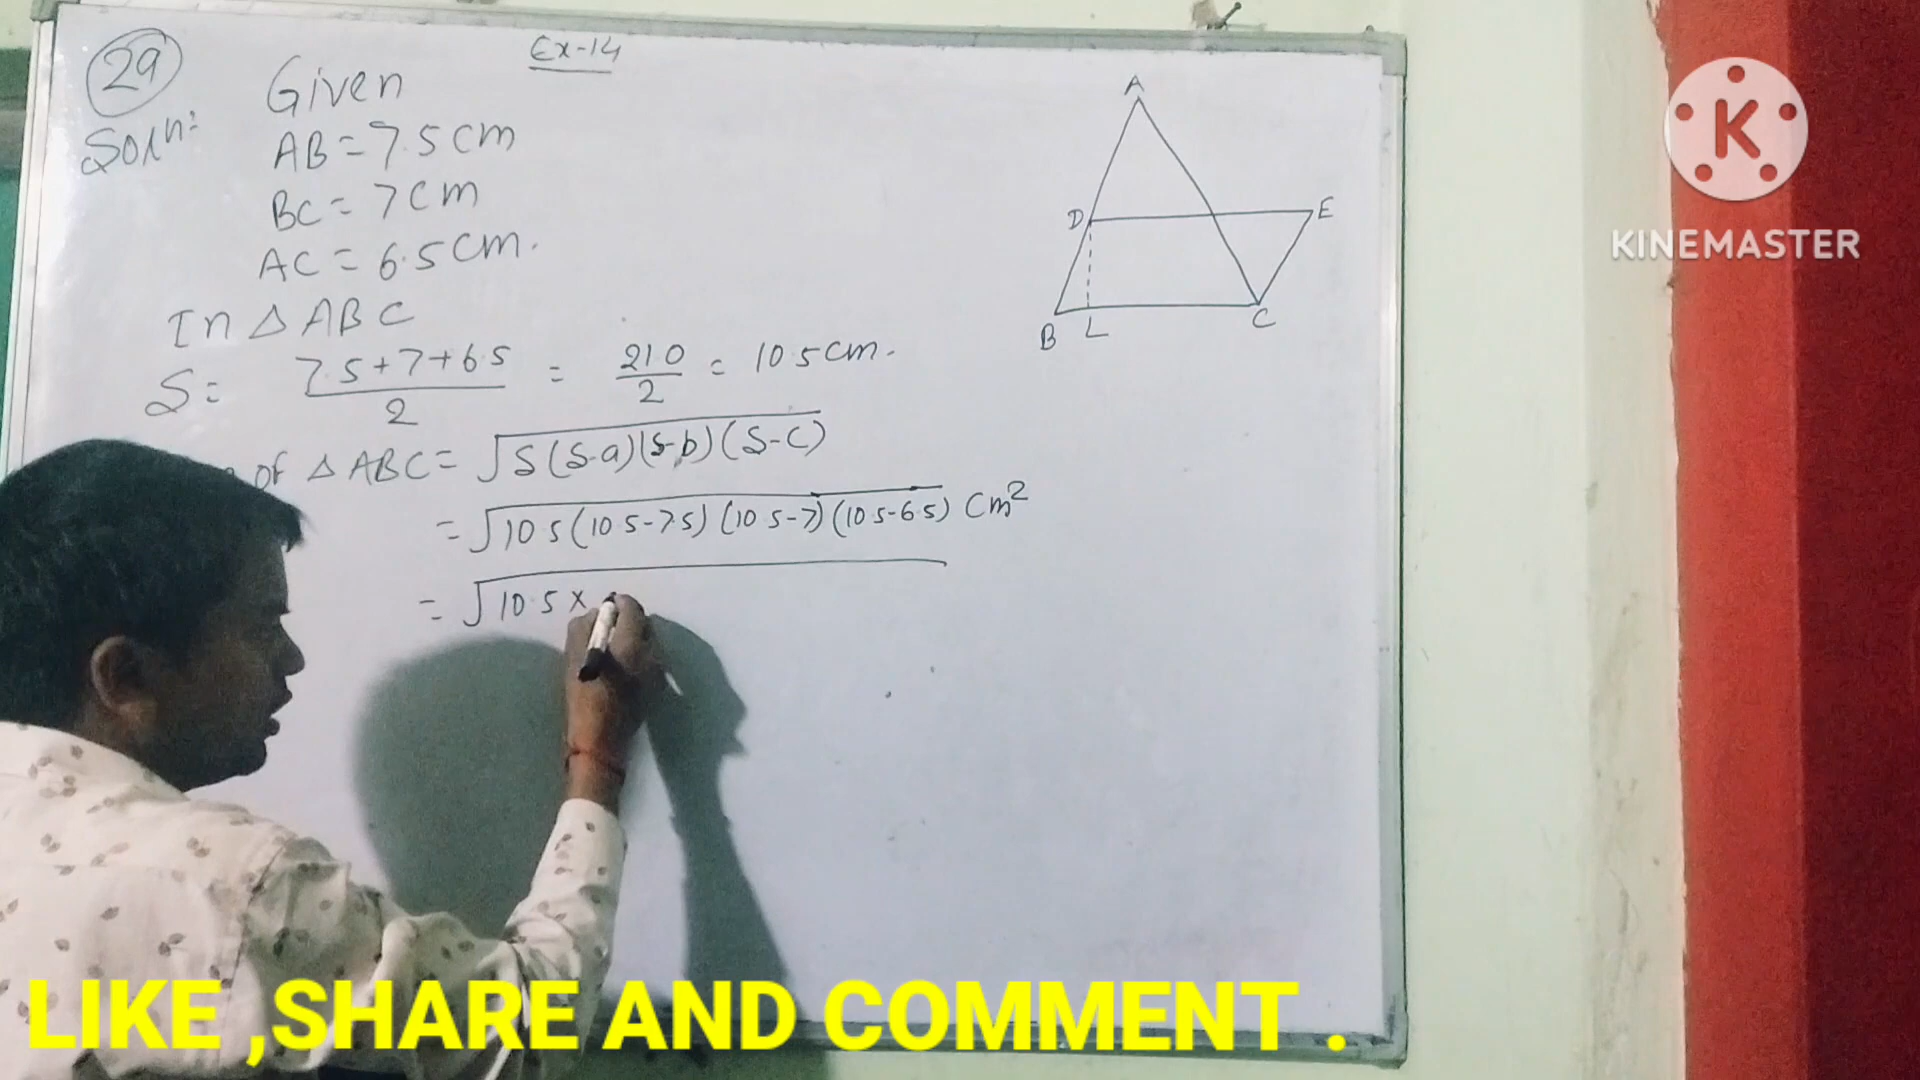 29
Ex-14
Soln:
Given
AB = 7.5 cm
BC = 7 cm
AC = 6.5 cm.
In △ ABC
S = 7.5+7+6.5 / 2 = 21.0 / 2 = 10.5 cm.
of △ ABC = √S(S-a)(S-b)(S-c)
= √10.5(10.5-7.5)(10.5-7)(10.5-6.5) cm²
= √10.5 ×
A
D
E
B
L
C
K
KINEMASTER
LIKE ,SHARE AND COMMENT .